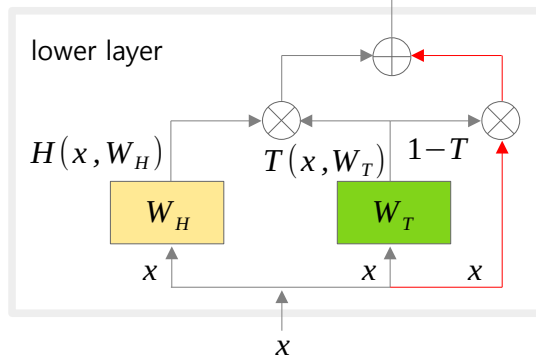 lower layer
H(x,W_H)
T(x,W_T)
1−T
W_H
W_T
x
x
x
x